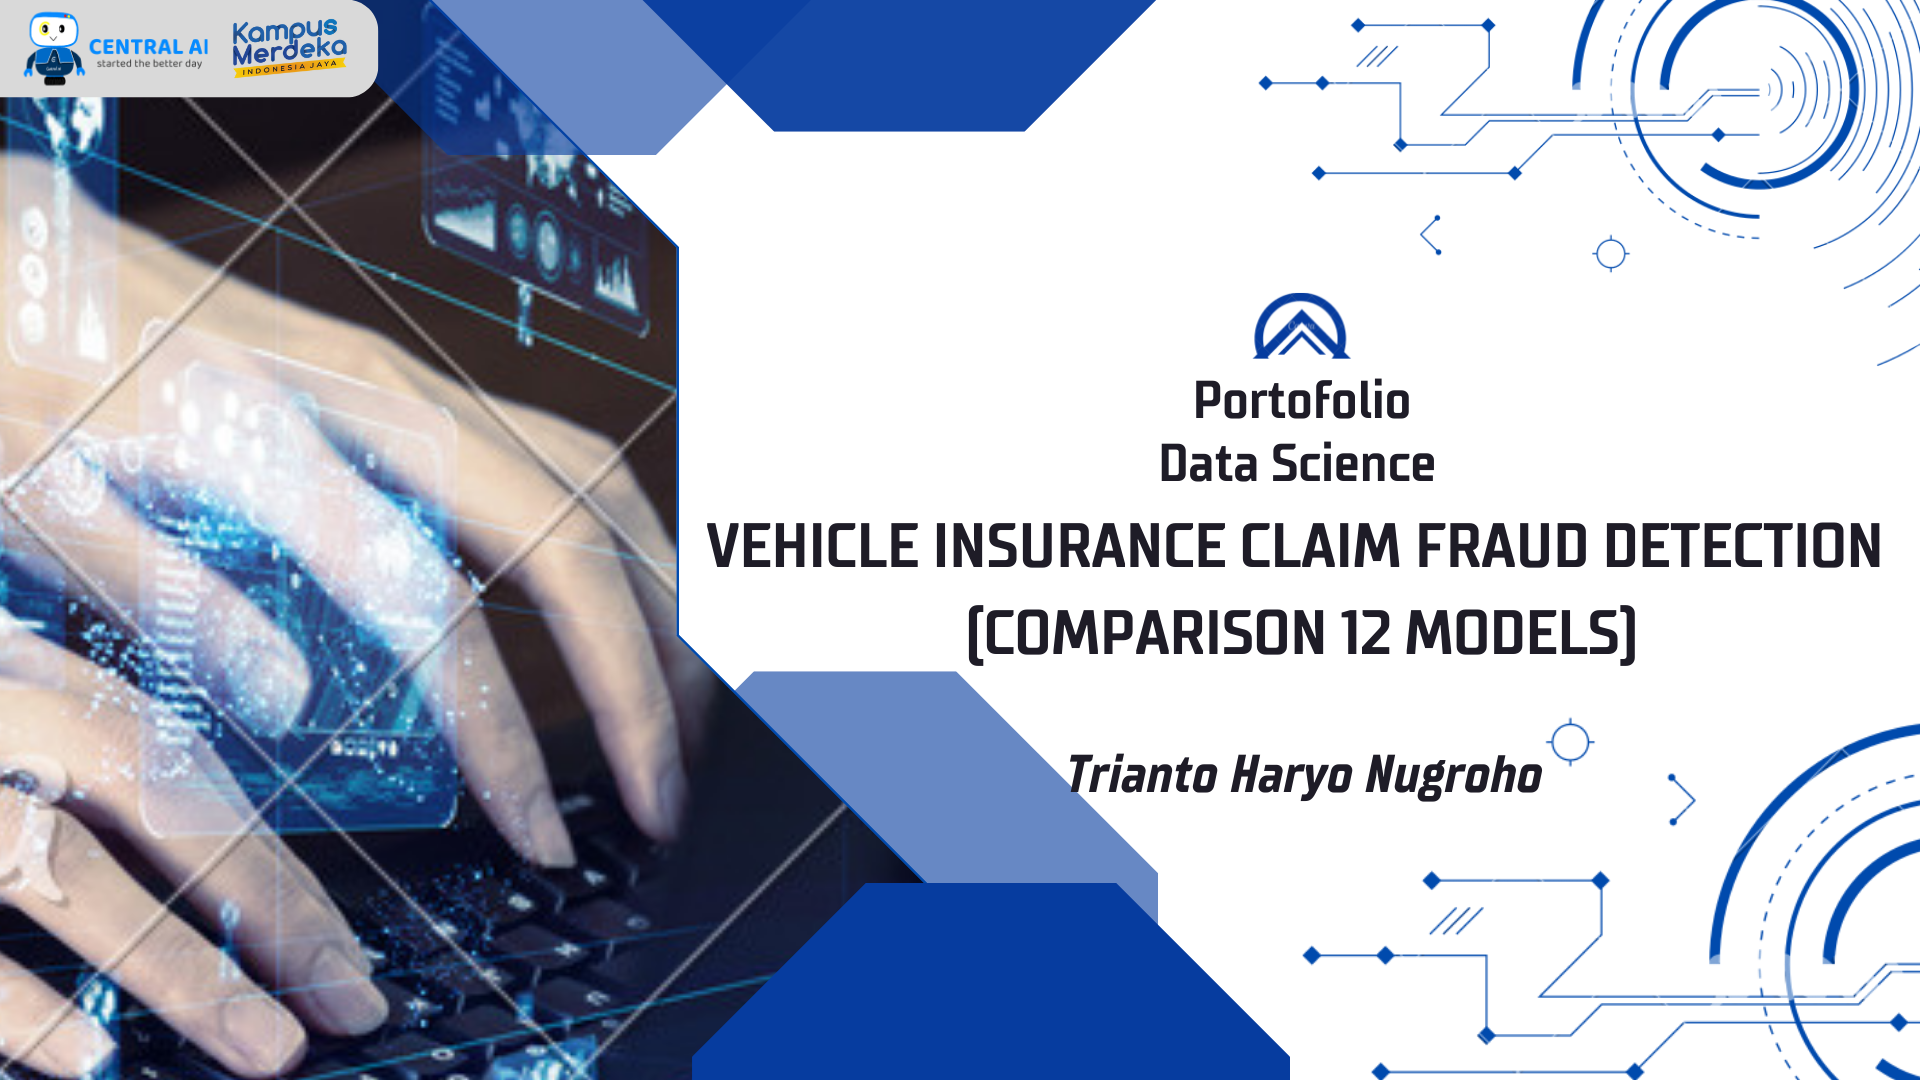 CENTRAL AI
started the better day
Kampus
Merdeka
INDONESIA JAYA
Portofolio
Data Science
VEHICLE INSURANCE CLAIM FRAUD DETECTION
[COMPARISON 12 MODELS]
Trianto Haryo Nugroho